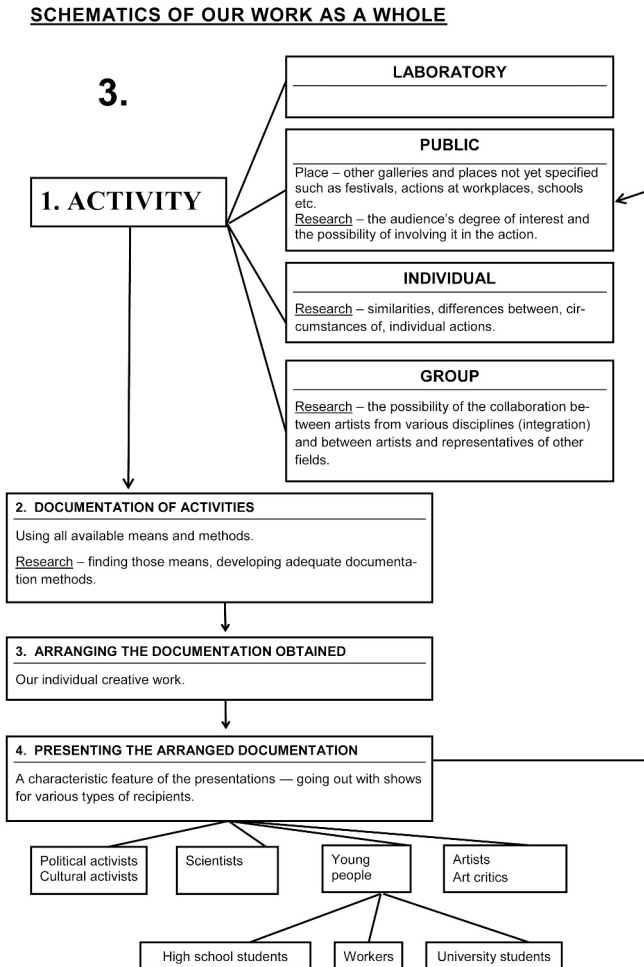 SCHEMATICS OF OUR WORK AS A WHOLE
3.
1. ACTIVITY
LABORATORY
PUBLIC
Place – other galleries and places not yet specified
such as festivals, actions at workplaces, schools
etc.
Research – the audience's degree of interest and
the possibility of involving it in the action.
INDIVIDUAL
Research – similarities, differences between, cir-
cumstances of, individual actions.
GROUP
Research – the possibility of the collaboration be-
tween artists from various disciplines (integration)
and between artists and representatives of other
fields.
2. DOCUMENTATION OF ACTIVITIES
Using all available means and methods.
Research – finding those means, developing adequate documenta-
tion methods.
3. ARRANGING THE DOCUMENTATION OBTAINED
Our individual creative work.
4. PRESENTING THE ARRANGED DOCUMENTATION
A characteristic feature of the presentations — going out with shows
for various types of recipients.
Political activists
Cultural activists
Scientists
Young
people
Artists
Art critics
High school students
Workers
University students